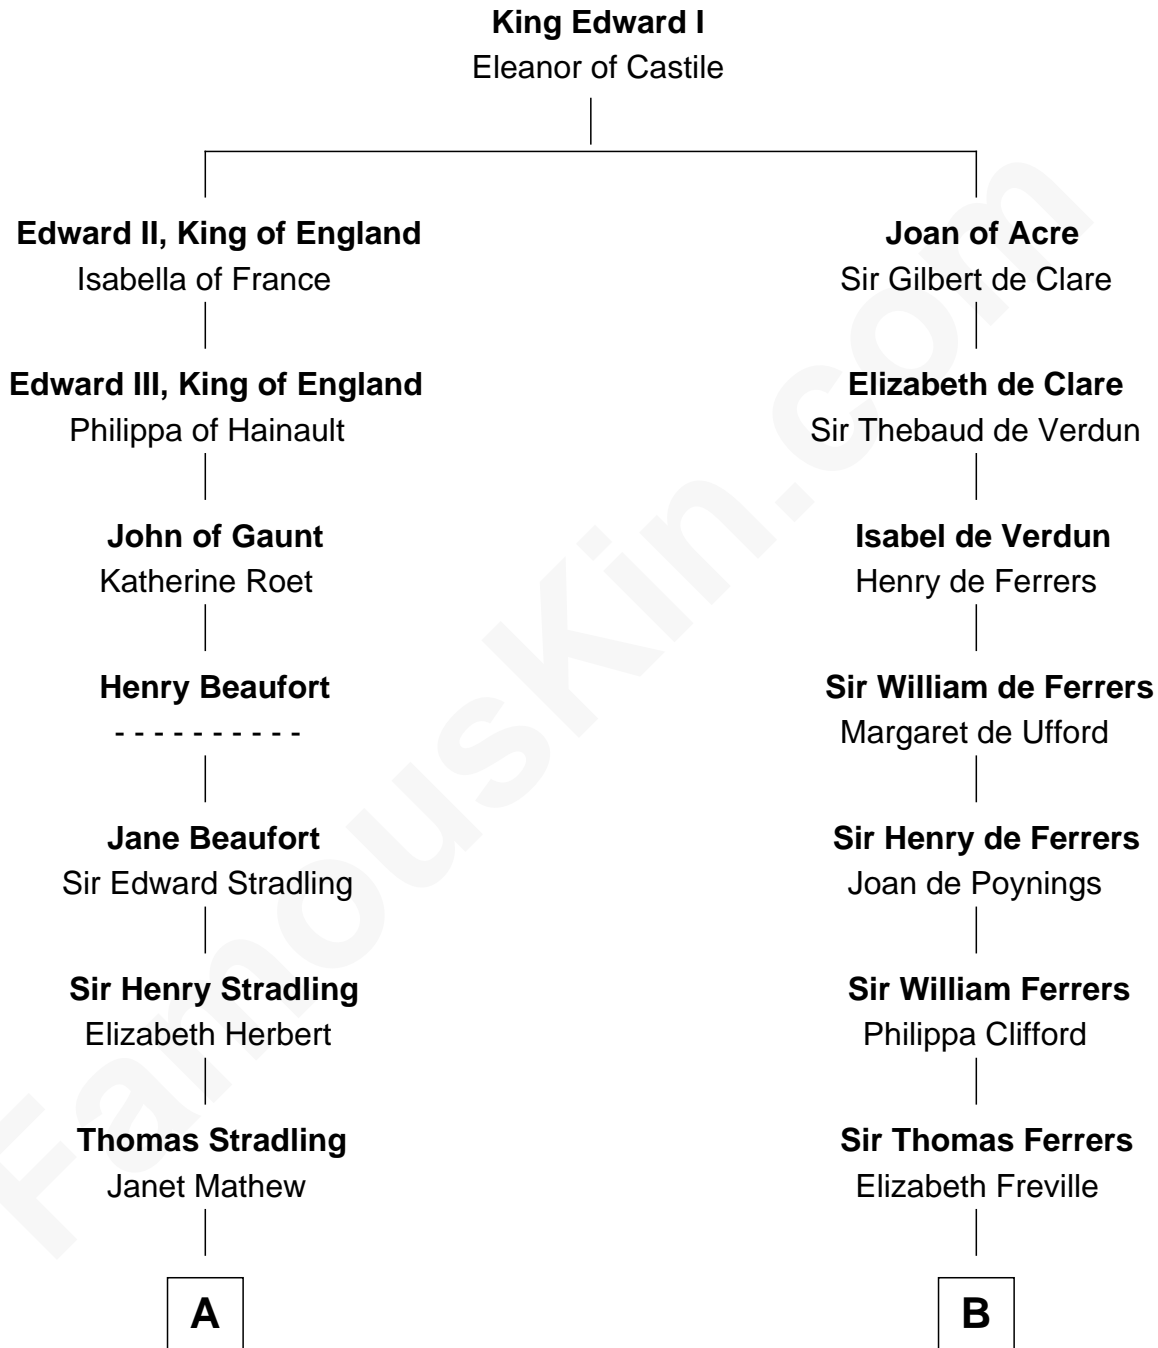 King Edward I
Eleanor of Castile
Edward II, King of England
Isabella of France
Edward III, King of England
Philippa of Hainault
John of Gaunt
Katherine Roet
Henry Beaufort
- - - - - - - - - -
Jane Beaufort
Sir Edward Stradling
Sir Henry Stradling
Elizabeth Herbert
Thomas Stradling
Janet Mathew
A
Joan of Acre
Sir Gilbert de Clare
Elizabeth de Clare
Sir Thebaud de Verdun
Isabel de Verdun
Henry de Ferrers
Sir William de Ferrers
Margaret de Ufford
Sir Henry de Ferrers
Joan de Poynings
Sir William Ferrers
Philippa Clifford
Sir Thomas Ferrers
Elizabeth Freville
B
FamousKin.com